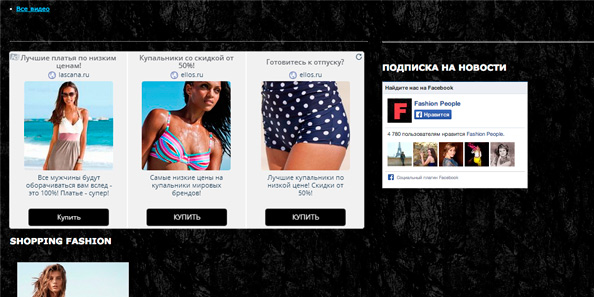 Все видео
Лучшие платья по низким
ценам!
lascana.ru
Все мужчины будут
оборачиваться вам вслед -
это 100%! Платье - супер!
Купить
Купальники со скидкой от
50%!
ellos.ru
Самые низкие цены на
купальники мировых
брендов!
КУПИТЬ
Готовитесь к отпуску?
ellos.ru
Лучшие купальники по
низкой цене! Скидки от
50%!
КУПИТЬ
SHOPPING FASHION
ПОДПИСКА НА НОВОСТИ
Найдите нас на Facebook
F
Fashion People
Нравится
4 780 пользователям нравится Fashion People.
Социальный плагин Facebook